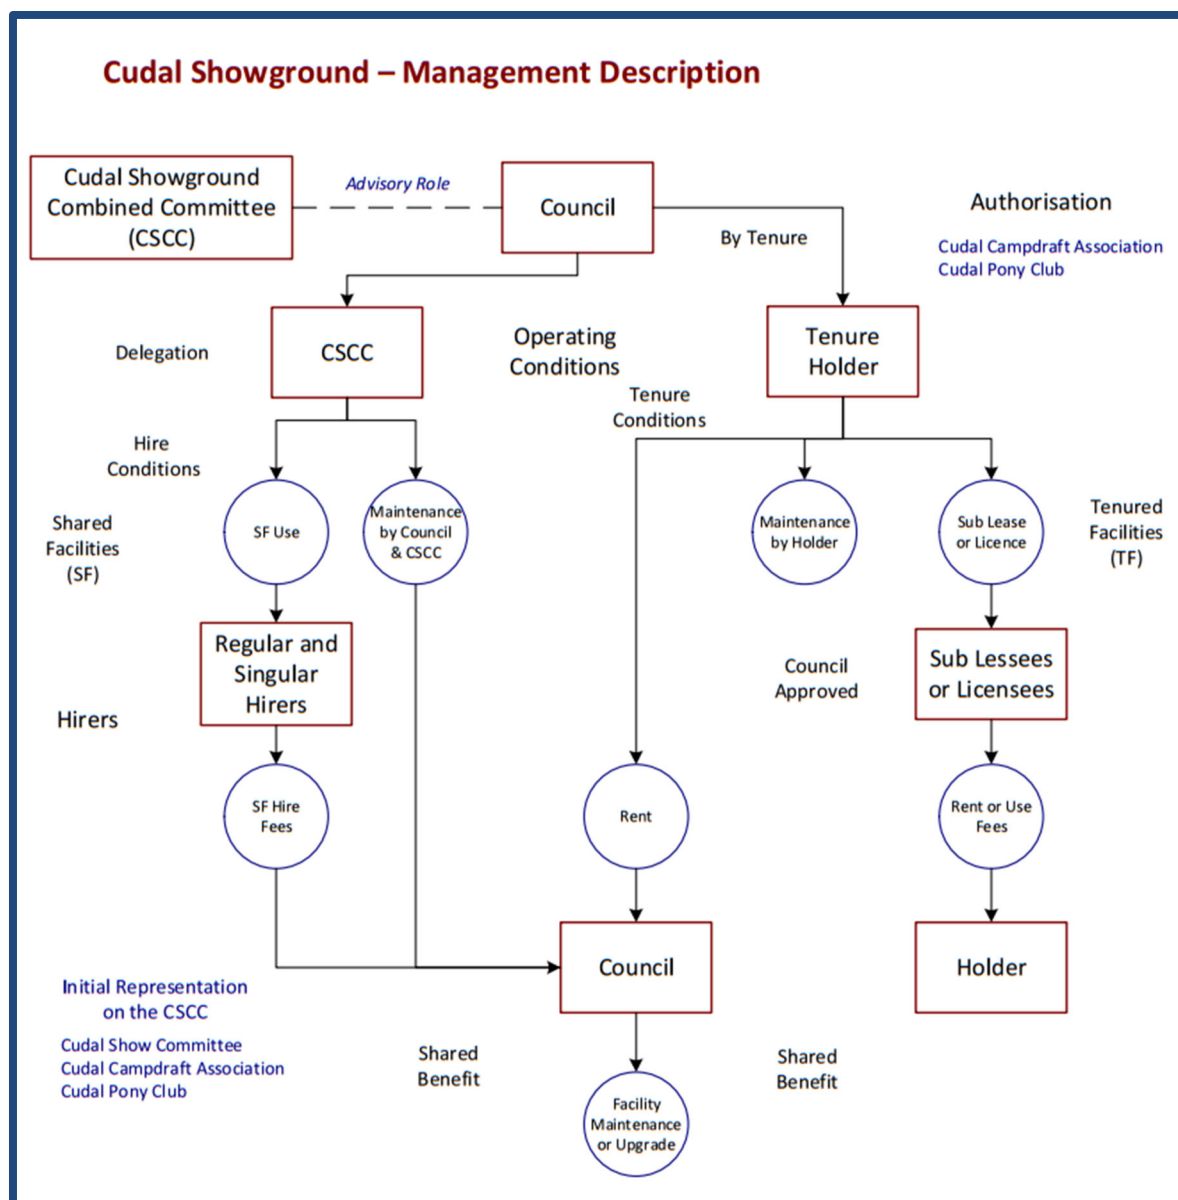 Cudal Showground – Management Description
Cudal Showground
Combined Committee
(CSCC)
Advisory Role
Council
By Tenure
Authorisation
Cudal Campdraft Association
Cudal Pony Club
Delegation
CSCC
Operating
Conditions
Tenure
Holder
Tenure
Conditions
Hire
Conditions
Shared
Facilities
(SF)
SF Use
Maintenance
by Council
& CSCC
Maintenance
by Holder
Sub Lease
or Licence
Tenured
Facilities
(TF)
Regular and
Singular
Hirers
Council
Approved
Sub Lessees
or Licensees
Hirers
SF Hire
Fees
Rent
Rent or Use
Fees
Council
Holder
Initial Representation
on the CSCC
Cudal Show Committee
Cudal Campdraft Association
Cudal Pony Club
Shared
Benefit
Shared
Benefit
Facility
Maintenance
or Upgrade